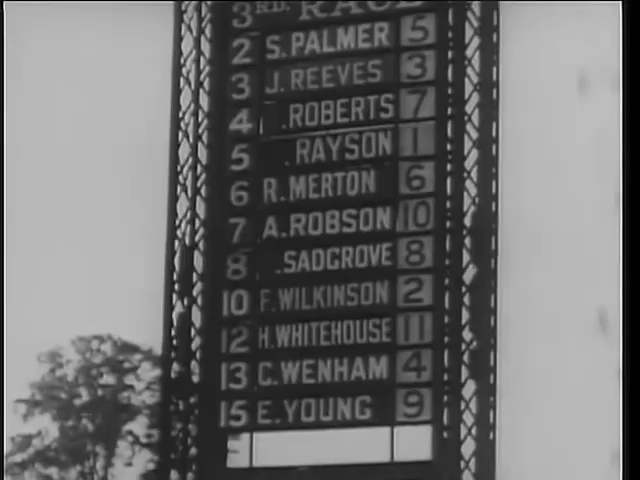 3RD. RACE
2 S.PALMER 5
3 J.REEVES 3
4 .ROBERTS 7
5 .RAYSON 1
6 R.MERTON 6
7 A.ROBSON 10
8 .SADGROVE 8
10 F.WILKINSON 2
12 H.WHITEHOUSE 11
13 C.WENHAM 4
15 E.YOUNG 9